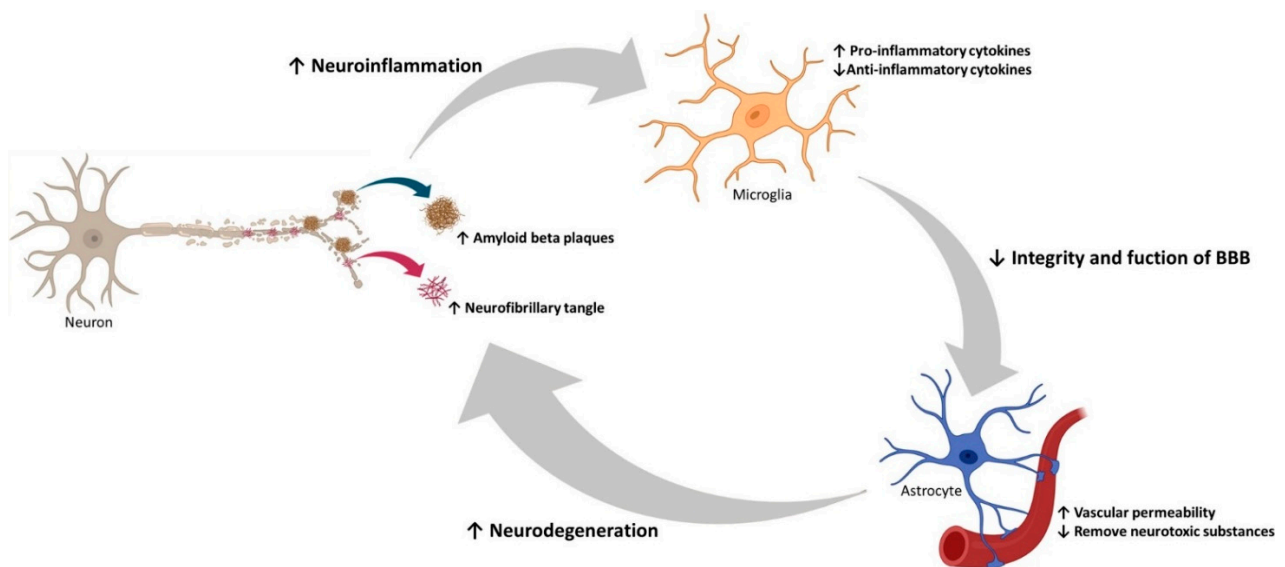 ↑ Neuroinflammation
↑ Pro-inflammatory cytokines
↓Anti-inflammatory cytokines
Microglia
↑ Amyloid beta plaques
↑ Neurofibrillary tangle
Neuron
↓ Integrity and fuction of BBB
Astrocyte
↑ Vascular permeability
↓ Remove neurotoxic substances
↑ Neurodegeneration